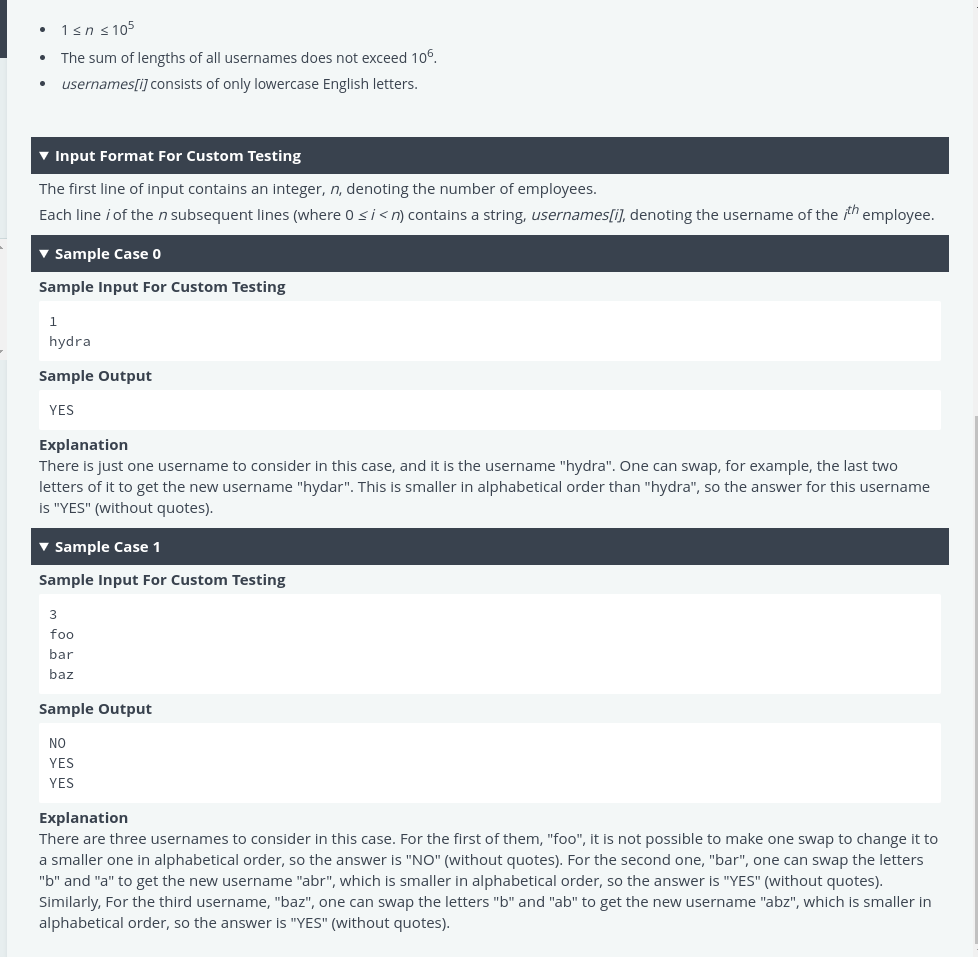 1 ≤ n ≤ 10^5
The sum of lengths of all usernames does not exceed 10^6.
usernames[i] consists of only lowercase English letters.
Input Format For Custom Testing
The first line of input contains an integer, n, denoting the number of employees.
Each line i of the n subsequent lines (where 0 ≤ i < n) contains a string, usernames[i], denoting the username of the i^th employee.
Sample Case 0
Sample Input For Custom Testing
1
hydra
Sample Output
YES
Explanation
There is just one username to consider in this case, and it is the username "hydra". One can swap, for example, the last two
letters of it to get the new username "hydar". This is smaller in alphabetical order than "hydra", so the answer for this username
is "YES" (without quotes).
Sample Case 1
Sample Input For Custom Testing
3
foo
bar
baz
Sample Output
NO
YES
YES
Explanation
There are three usernames to consider in this case. For the first of them, "foo", it is not possible to make one swap to change it to
a smaller one in alphabetical order, so the answer is "NO" (without quotes). For the second one, "bar", one can swap the letters
"b" and "a" to get the new username "abr", which is smaller in alphabetical order, so the answer is "YES" (without quotes).
Similarly, For the third username, "baz", one can swap the letters "b" and "ab" to get the new username "abz", which is smaller in
alphabetical order, so the answer is "YES" (without quotes).